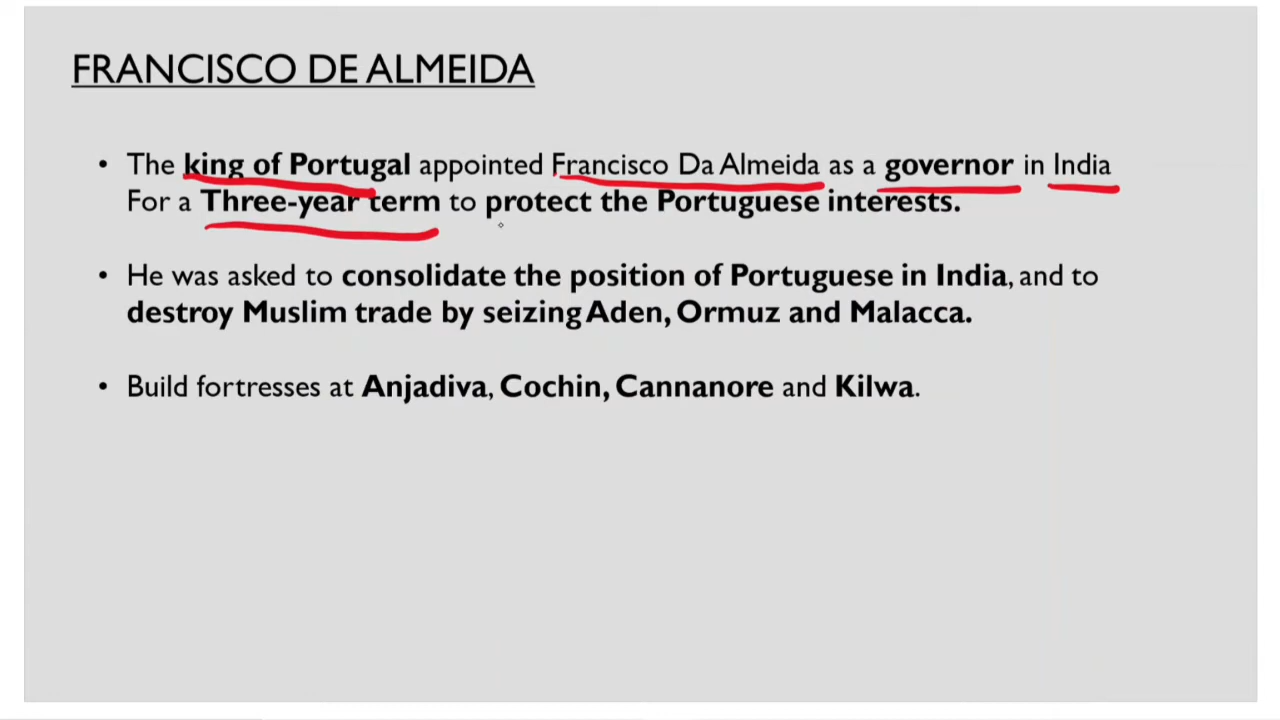 FRANCISCO DE ALMEIDA
• The king of Portugal appointed Francisco Da Almeida as a governor in India
For a Three-year term to protect the Portuguese interests.
• He was asked to consolidate the position of Portuguese in India, and to
destroy Muslim trade by seizing Aden, Ormuz and Malacca.
• Build fortresses at Anjadiva, Cochin, Cannanore and Kilwa.